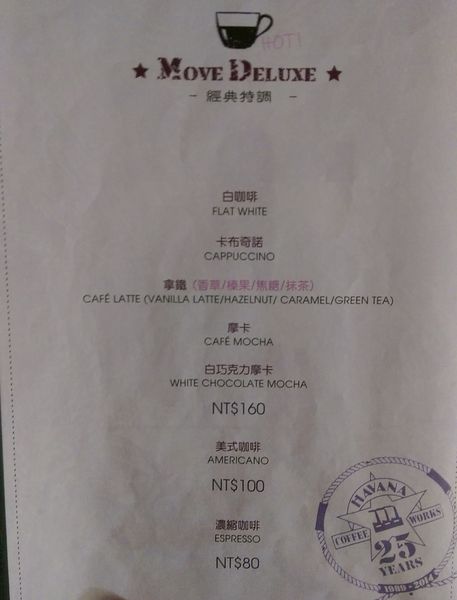 HOT!
★ MOVE DELUXE ★
- 經典特調 -
白咖啡
FLAT WHITE
卡布奇諾
CAPPUCCINO
拿鐵（香草/榛果/焦糖/抹茶）
CAFÉ LATTE (VANILLA LATTE/HAZELNUT/ CARAMEL/GREEN TEA)
摩卡
CAFÉ MOCHA
白巧克力摩卡
WHITE CHOCOLATE MOCHA
NT$160
美式咖啡
AMERICANO
NT$100
濃縮咖啡
ESPRESSO
NT$80
HAVANA
COFFEE WORKS
25
YEARS
1989 - 2014